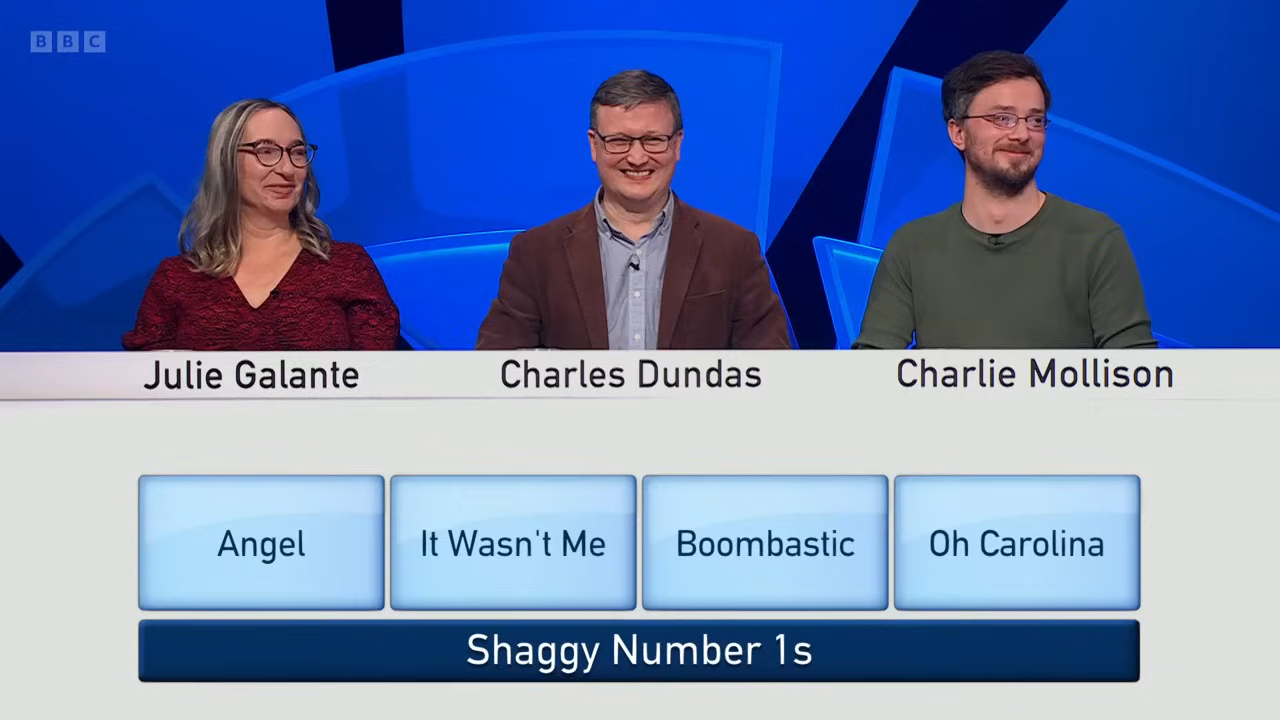 BBC
Julie Galante
Charles Dundas
Charlie Mollison
Angel
It Wasn't Me
Boombastic
Oh Carolina
Shaggy Number 1s